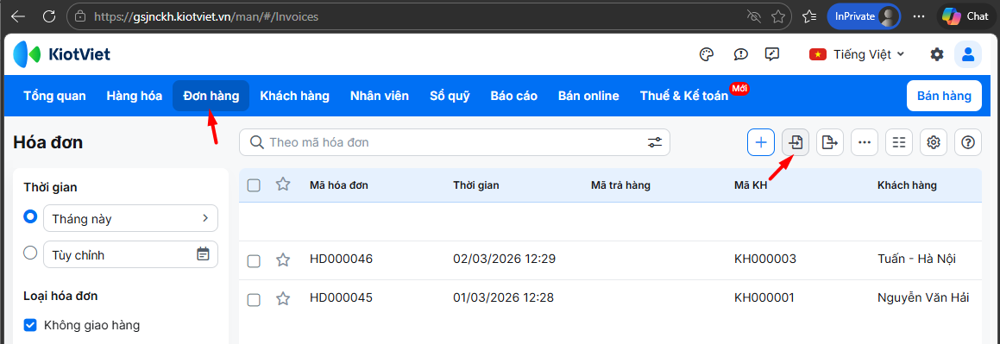 https://gsjnckh.kiotviet.vn/man/#/Invoices
InPrivate
Chat
KiotViet
Tiếng Việt
Tổng quan Hàng hóa Đơn hàng Khách hàng Nhân viên Sổ quỹ Báo cáo Bán online Thuế & Kế toán Mới Bán hàng
Hóa đơn
Theo mã hóa đơn
Thời gian
Tháng này
Tùy chỉnh
Loại hóa đơn
Không giao hàng
Mã hóa đơn Thời gian Mã trả hàng Mã KH Khách hàng
HD000046 02/03/2026 12:29 KH000003 Tuấn - Hà Nội
HD000045 01/03/2026 12:28 KH000001 Nguyễn Văn Hải